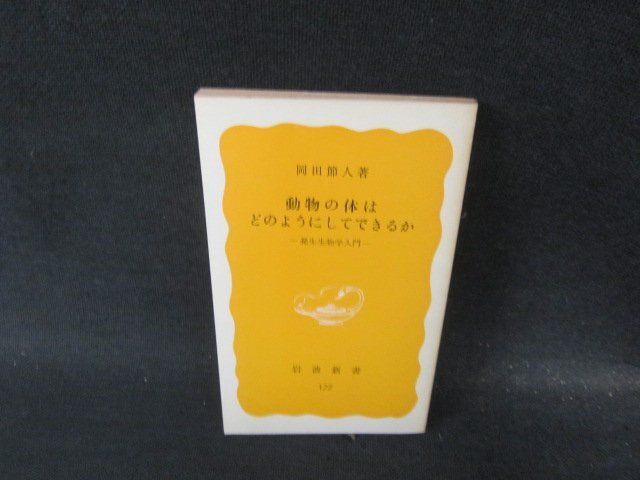 岡田節人著
動物の体は
どのようにしてできるか
―発生生物学入門―
岩波新書
122